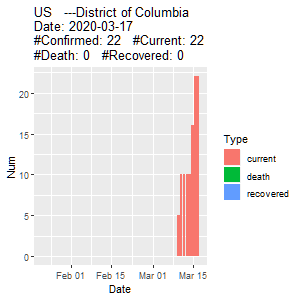 US   ---District of Columbia
Date: 2020-03-17
#Confirmed: 22   #Current: 22
#Death: 0   #Recovered: 0
Num
20
15
10
5
0
Feb 01
Feb 15
Mar 01
Mar 15
Date
Type
current
death
recovered